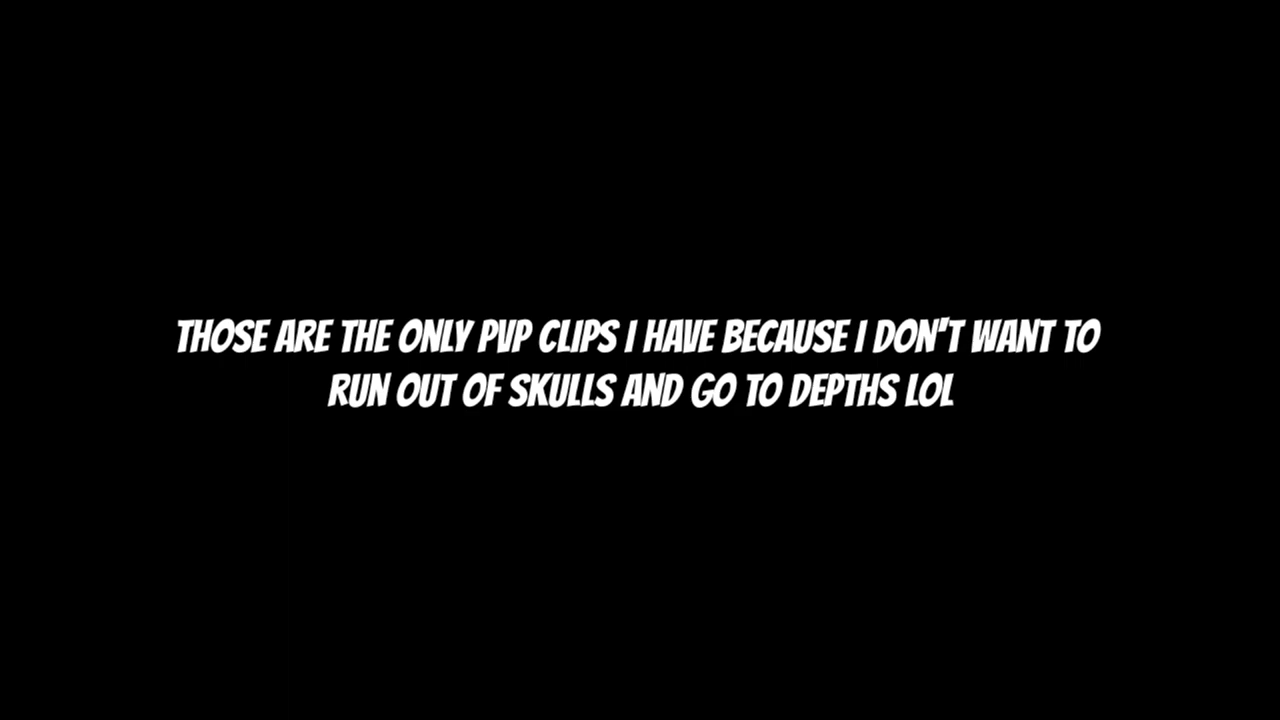 THOSE ARE THE ONLY PVP CLIPS I HAVE BECAUSE I DON'T WANT TO
RUN OUT OF SKULLS AND GO TO DEPTHS LOL